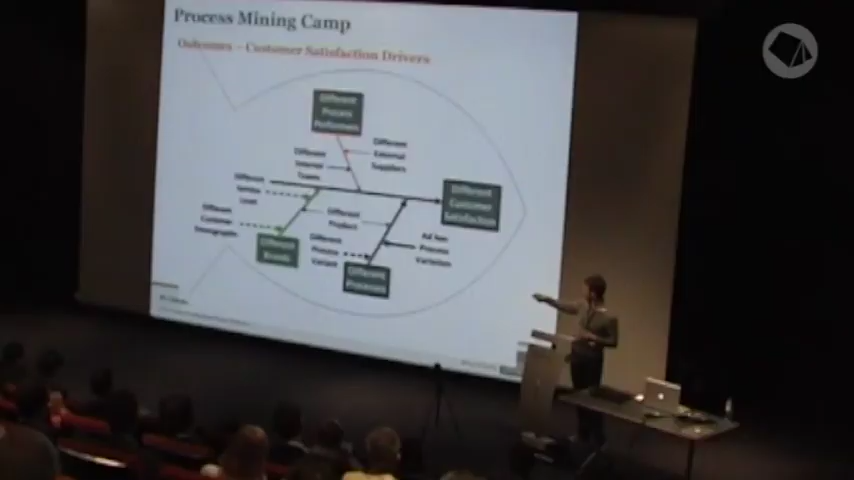 Process Mining Camp
Outcomes – Customer Satisfaction Drivers
Different
Process
Performers
Different
External
Suppliers
Different
Internal
Teams
Different
Service
Level
Different
Customer
Satisfaction
Different
Customer
Demographic
Different
Product
Different
Brands
Different
Process
Variant
Ad hoc
Process
Variation
Different
Processes